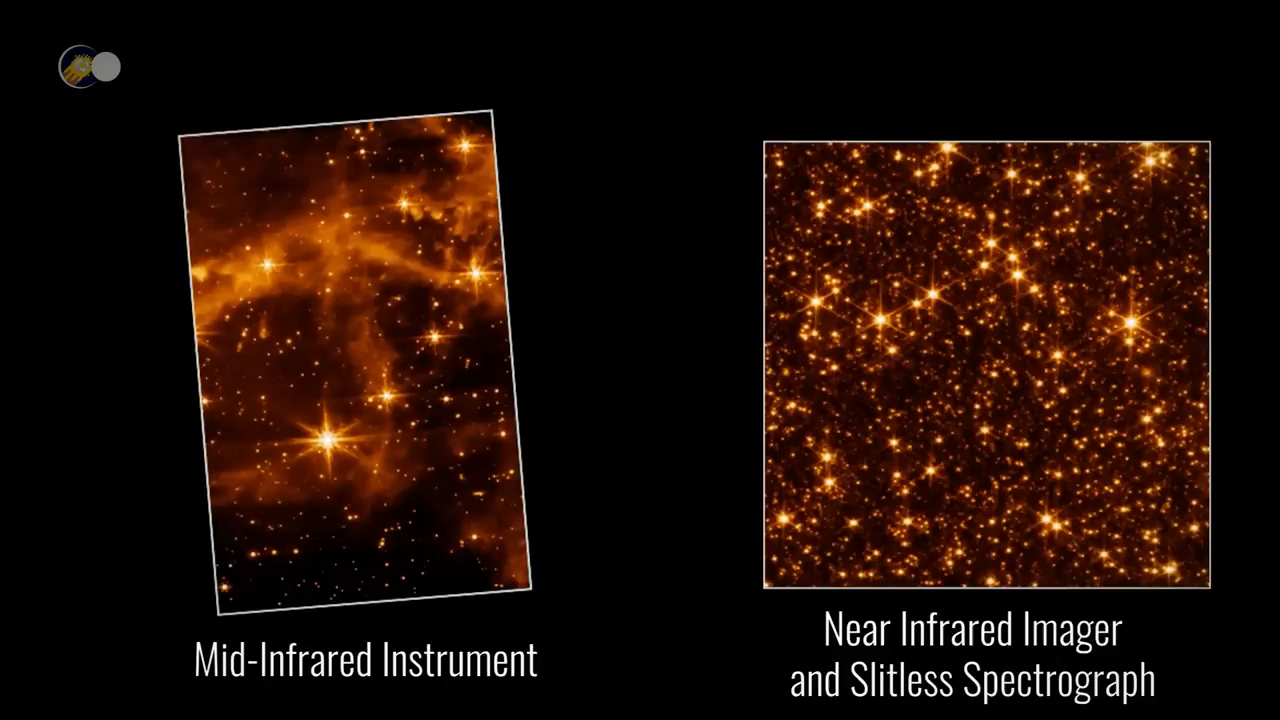 Mid-Infrared Instrument
Near Infrared Imager
and Slitless Spectrograph